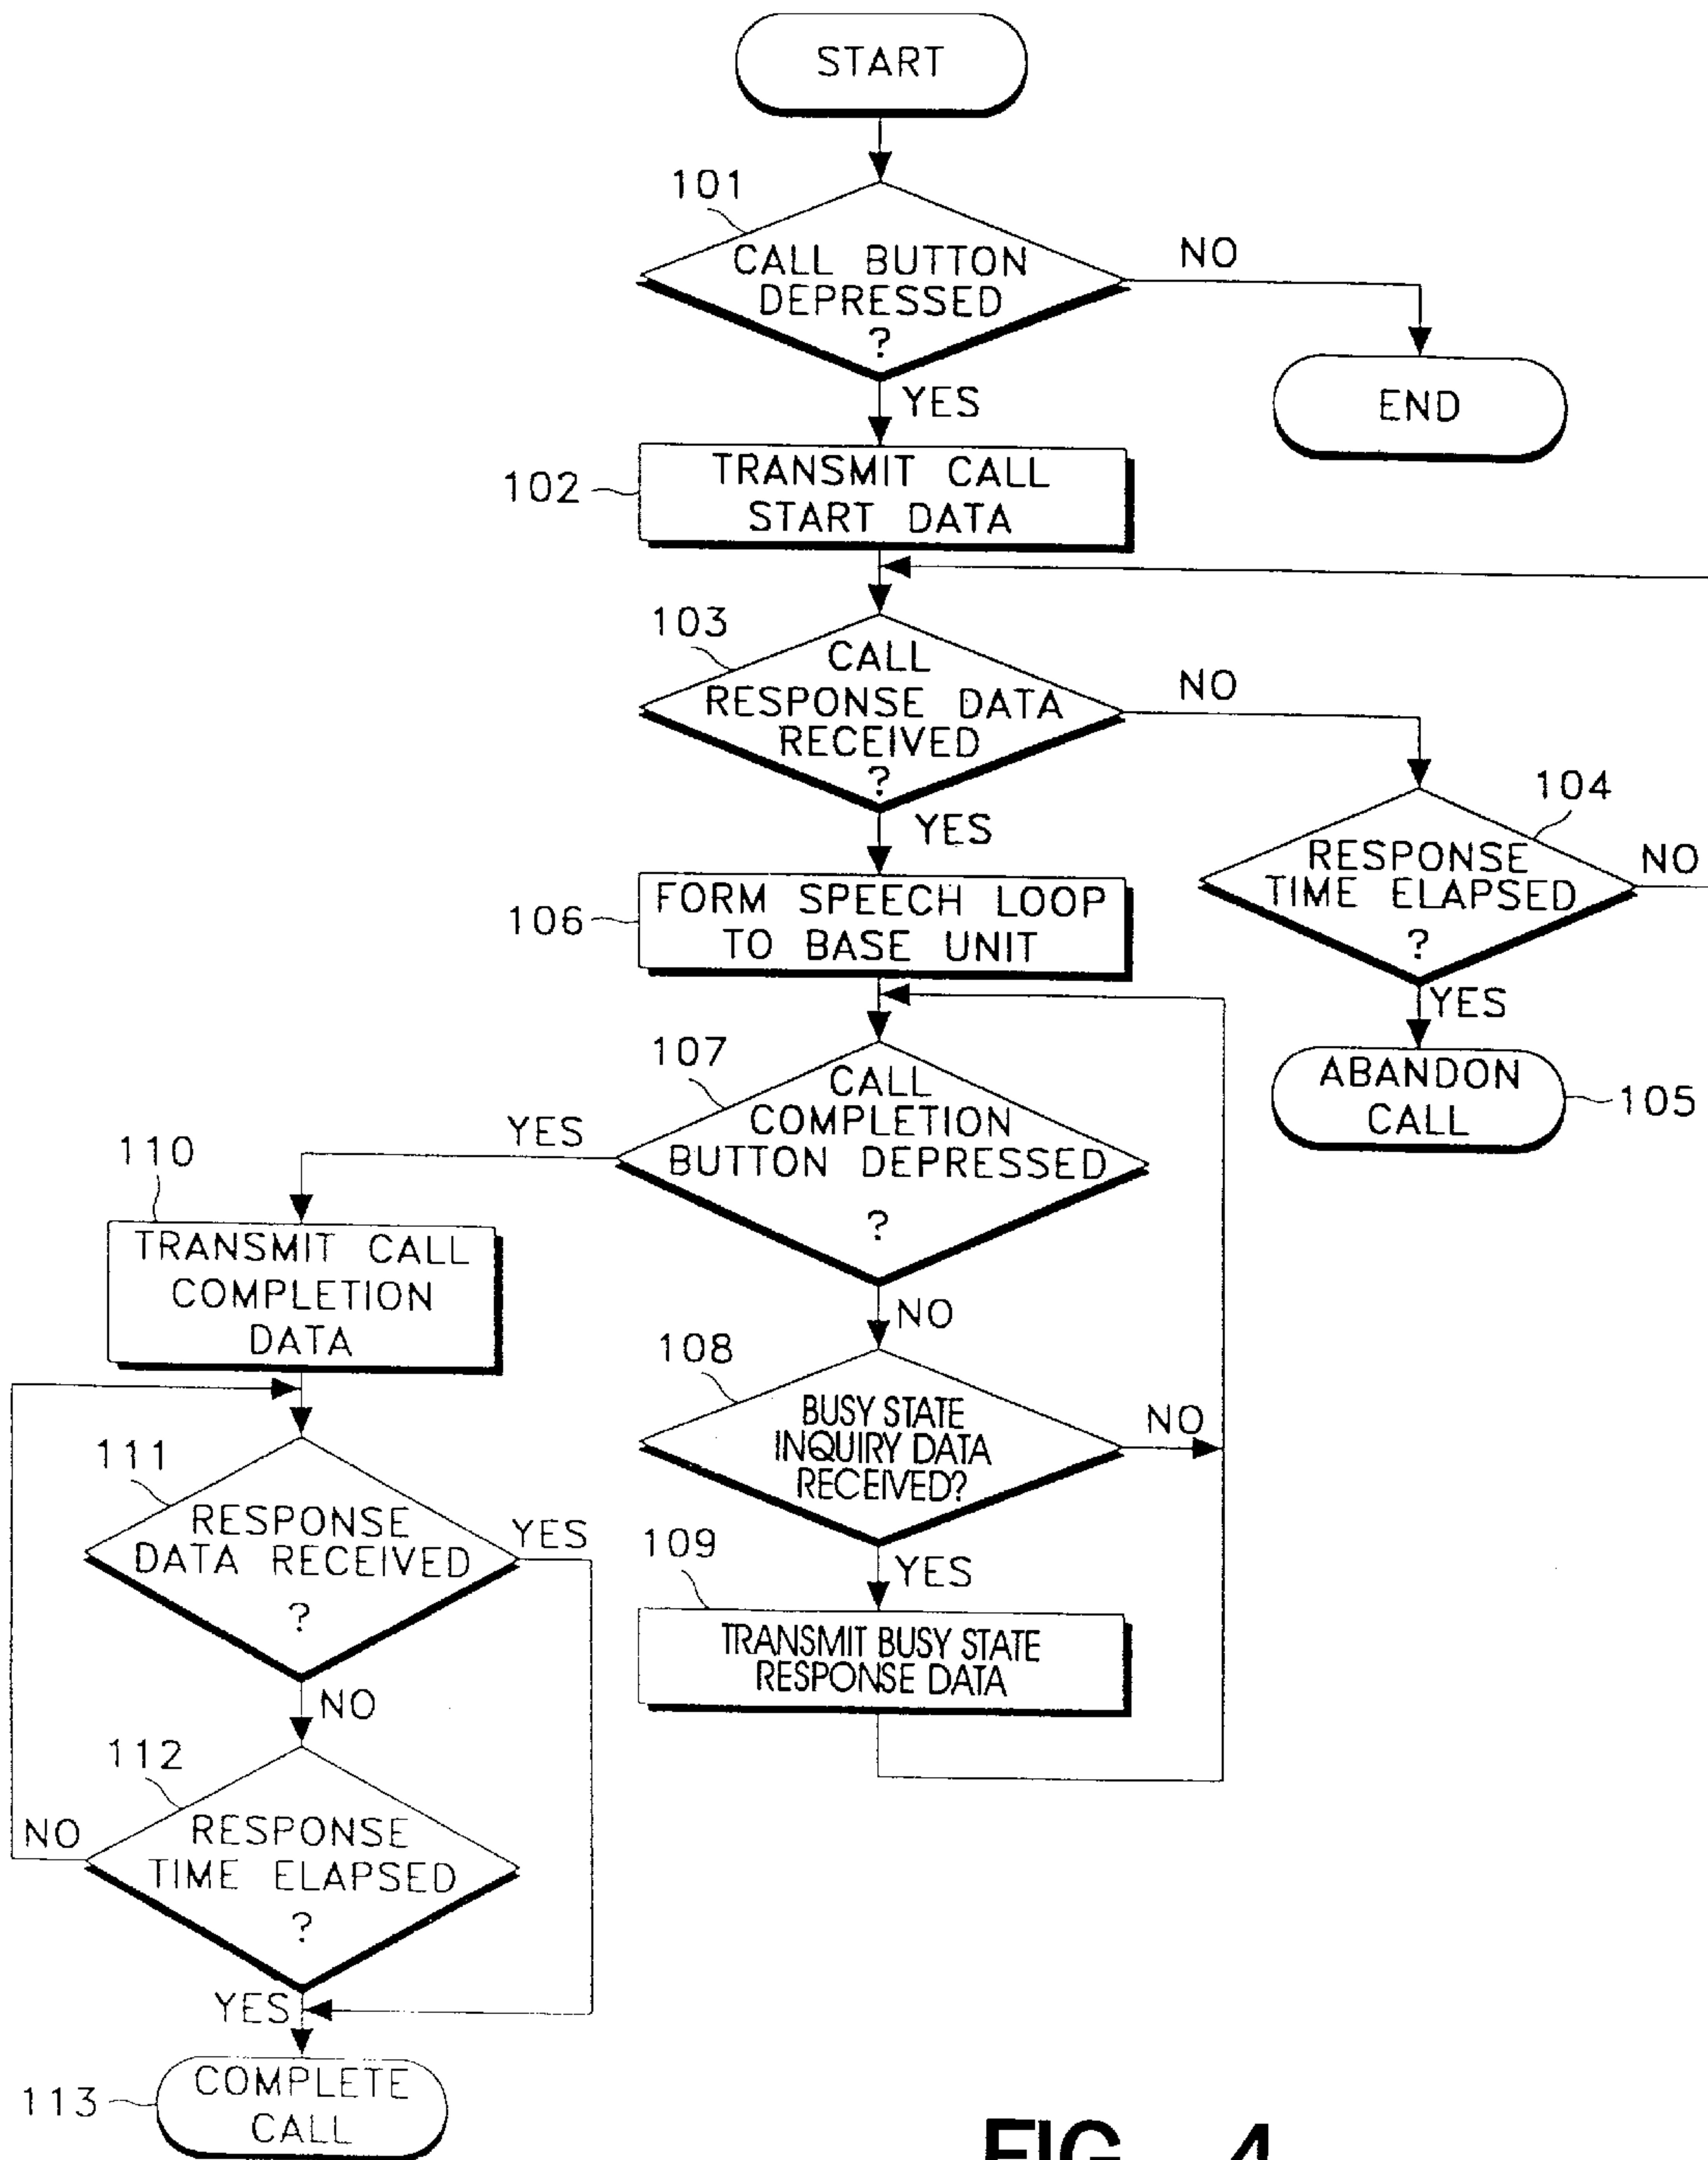 START
101
CALL BUTTON
DEPRESSED
?
NO
END
YES
102
TRANSMIT CALL
START DATA
103
CALL
RESPONSE DATA
RECEIVED
?
NO
104
RESPONSE
TIME ELAPSED
?
NO
YES
ABANDON
CALL
105
YES
106
FORM SPEECH LOOP
TO BASE UNIT
107
CALL
COMPLETION
BUTTON DEPRESSED
?
YES
110
TRANSMIT CALL
COMPLETION
DATA
NO
108
BUSY STATE
INQUIRY DATA
RECEIVED?
NO
YES
109
TRANSMIT BUSY STATE
RESPONSE DATA
111
RESPONSE
DATA RECEIVED
?
YES
NO
112
RESPONSE
TIME ELAPSED
?
NO
YES
113
COMPLETE
CALL
FIG. 4